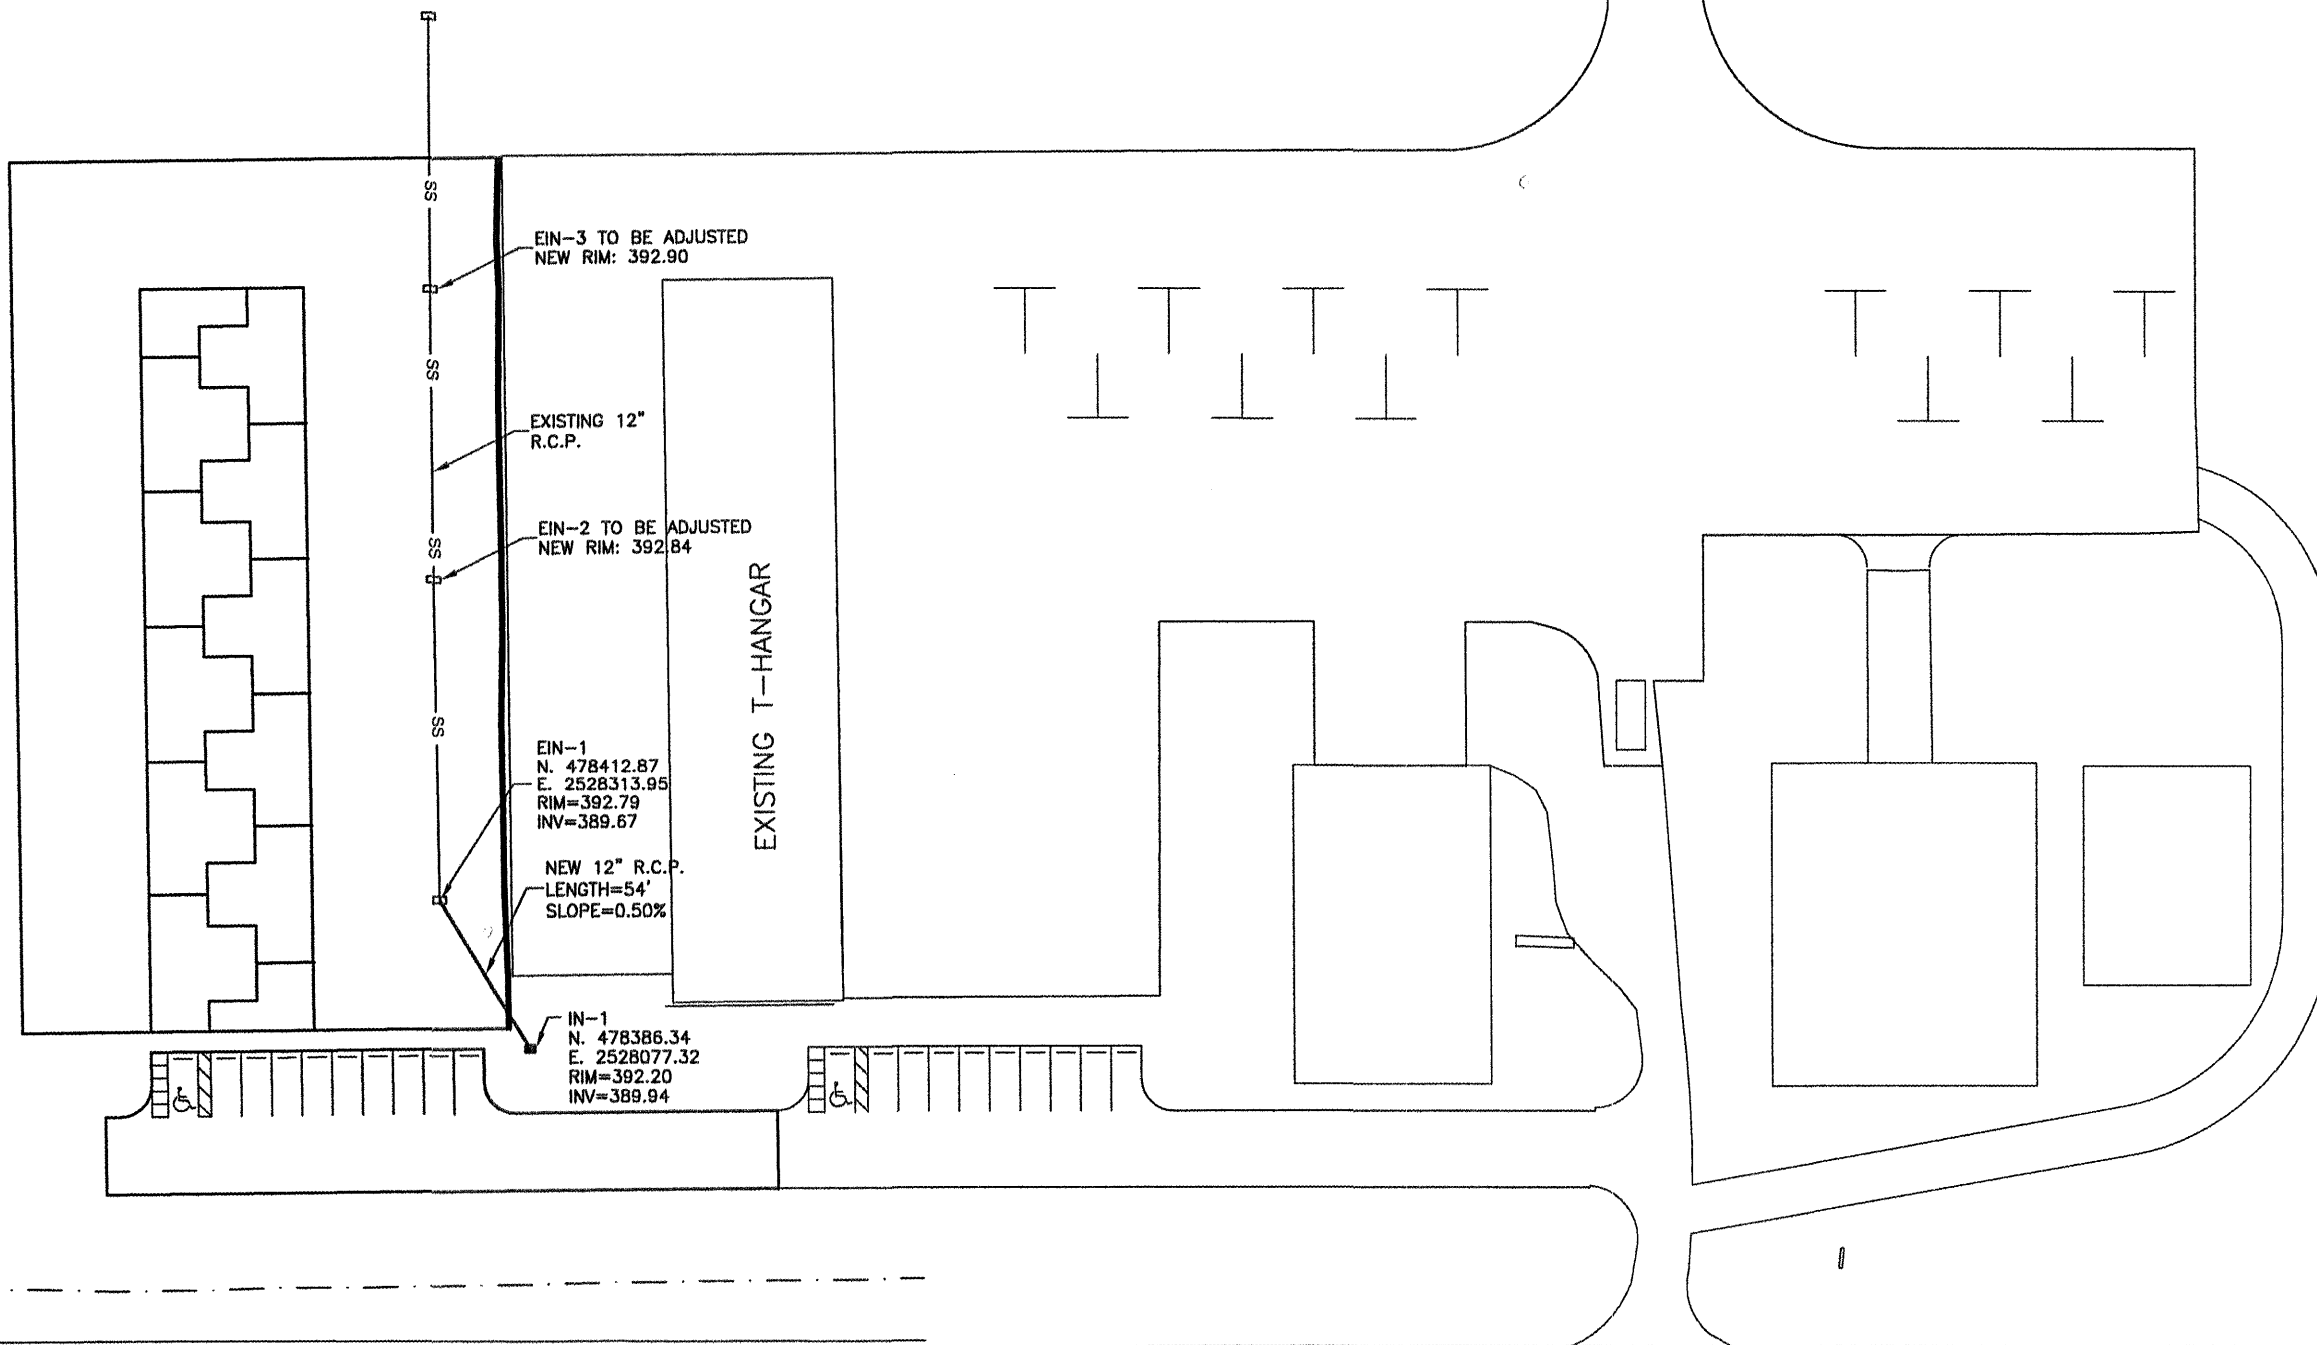 SS
EIN-3 TO BE ADJUSTED
NEW RIM: 392.90
SS
EXISTING 12"
R.C.P.
EIN-2 TO BE ADJUSTED
NEW RIM: 392.84
SS
EXISTING T-HANGAR
SS
EIN-1
N. 478412.87
E. 2528313.95
RIM=392.79
INV=389.67
NEW 12" R.C.P.
LENGTH=54'
SLOPE=0.50%
IN-1
N. 478386.34
E. 2528077.32
RIM=392.20
INV=389.94